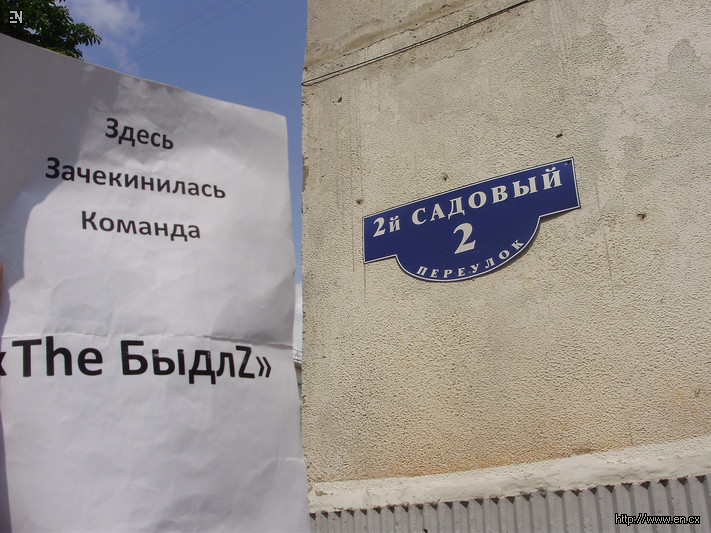 EN
Здесь
Зачекинилась
Команда
«The БыдлZ»
2й САДОВЫЙ
2
ПЕРЕУЛОК
http://www.en.cx